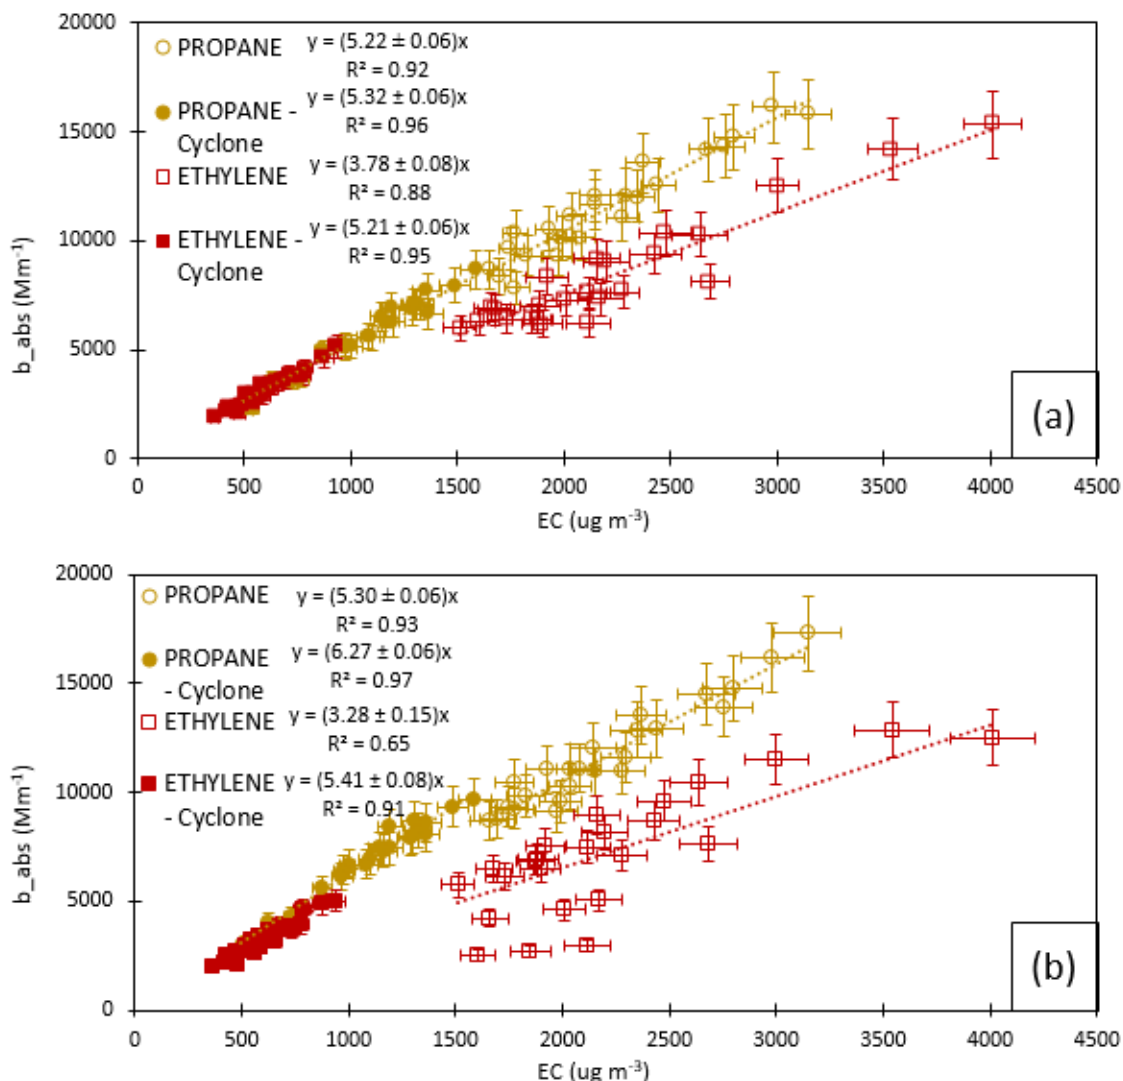 20000
15000
10000
5000
0
b_abs (Mm⁻¹)
PROPANE y = (5.22 ± 0.06)x
R² = 0.92
PROPANE - y = (5.32 ± 0.06)x
Cyclone R² = 0.96
ETHYLENE y = (3.78 ± 0.08)x
R² = 0.88
ETHYLENE - y = (5.21 ± 0.06)x
Cyclone R² = 0.95
(a)
0 500 1000 1500 2000 2500 3000 3500 4000 4500
EC (ug m⁻³)
20000
15000
10000
5000
0
b_abs (Mm⁻¹)
PROPANE y = (5.30 ± 0.06)x
R² = 0.93
PROPANE y = (6.27 ± 0.06)x
- Cyclone R² = 0.97
ETHYLENE y = (3.28 ± 0.15)x
R² = 0.65
ETHYLENE y = (5.41 ± 0.08)x
- Cyclone R² = 0.91
(b)
0 500 1000 1500 2000 2500 3000 3500 4000 4500
EC (ug m⁻³)